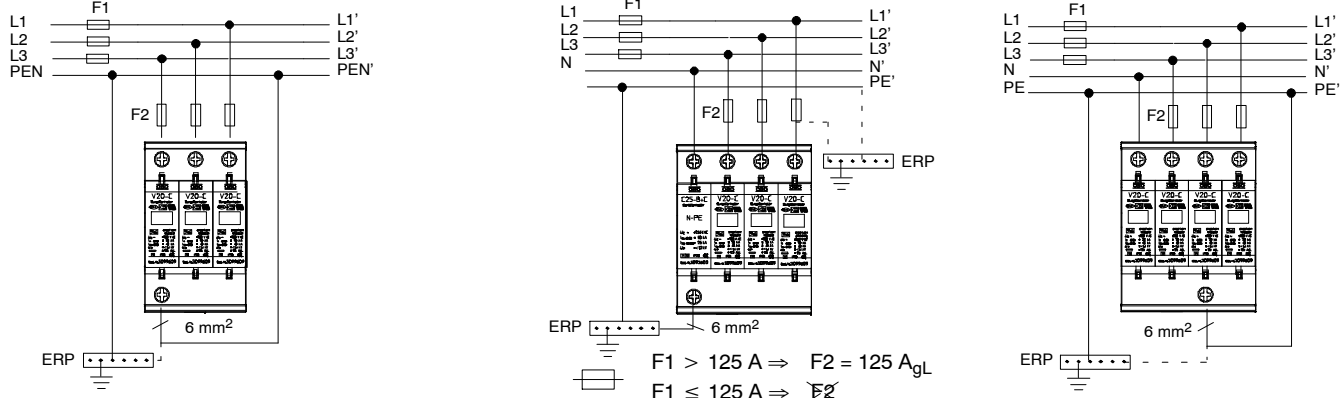 F1
L1 L1'
L2 L2'
L3 L3'
PEN PEN'
F2
V20-C V20-C V20-C
6 mm²
ERP
F1
L1 L1'
L2 L2'
L3 L3'
N N'
PE'
F2
ERP
C25-B+C V20-C V20-C V20-C
N-PE
ERP
6 mm²
F1 > 125 A ⇒ F2 = 125 AgL
F1 ≤ 125 A ⇒ F2
F1
L1 L1'
L2 L2'
L3 L3'
N N'
PE PE'
F2
V20-C V20-C V20-C V20-C
6 mm²
ERP